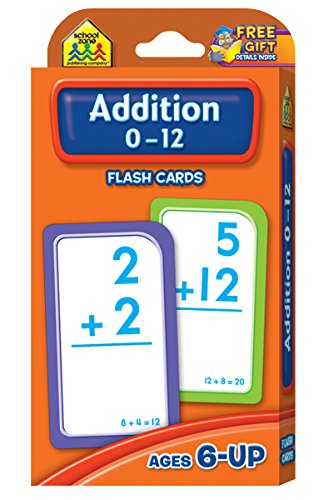 school
zone
publishing company
FREE
GIFT
DETAILS INSIDE
Addition
0–12
FLASH CARDS
2
+ 2
8 + 4 = 12
5
+12
12 + 8 = 20
AGES 6-UP
Addition 0–12
FLASH
CARDS